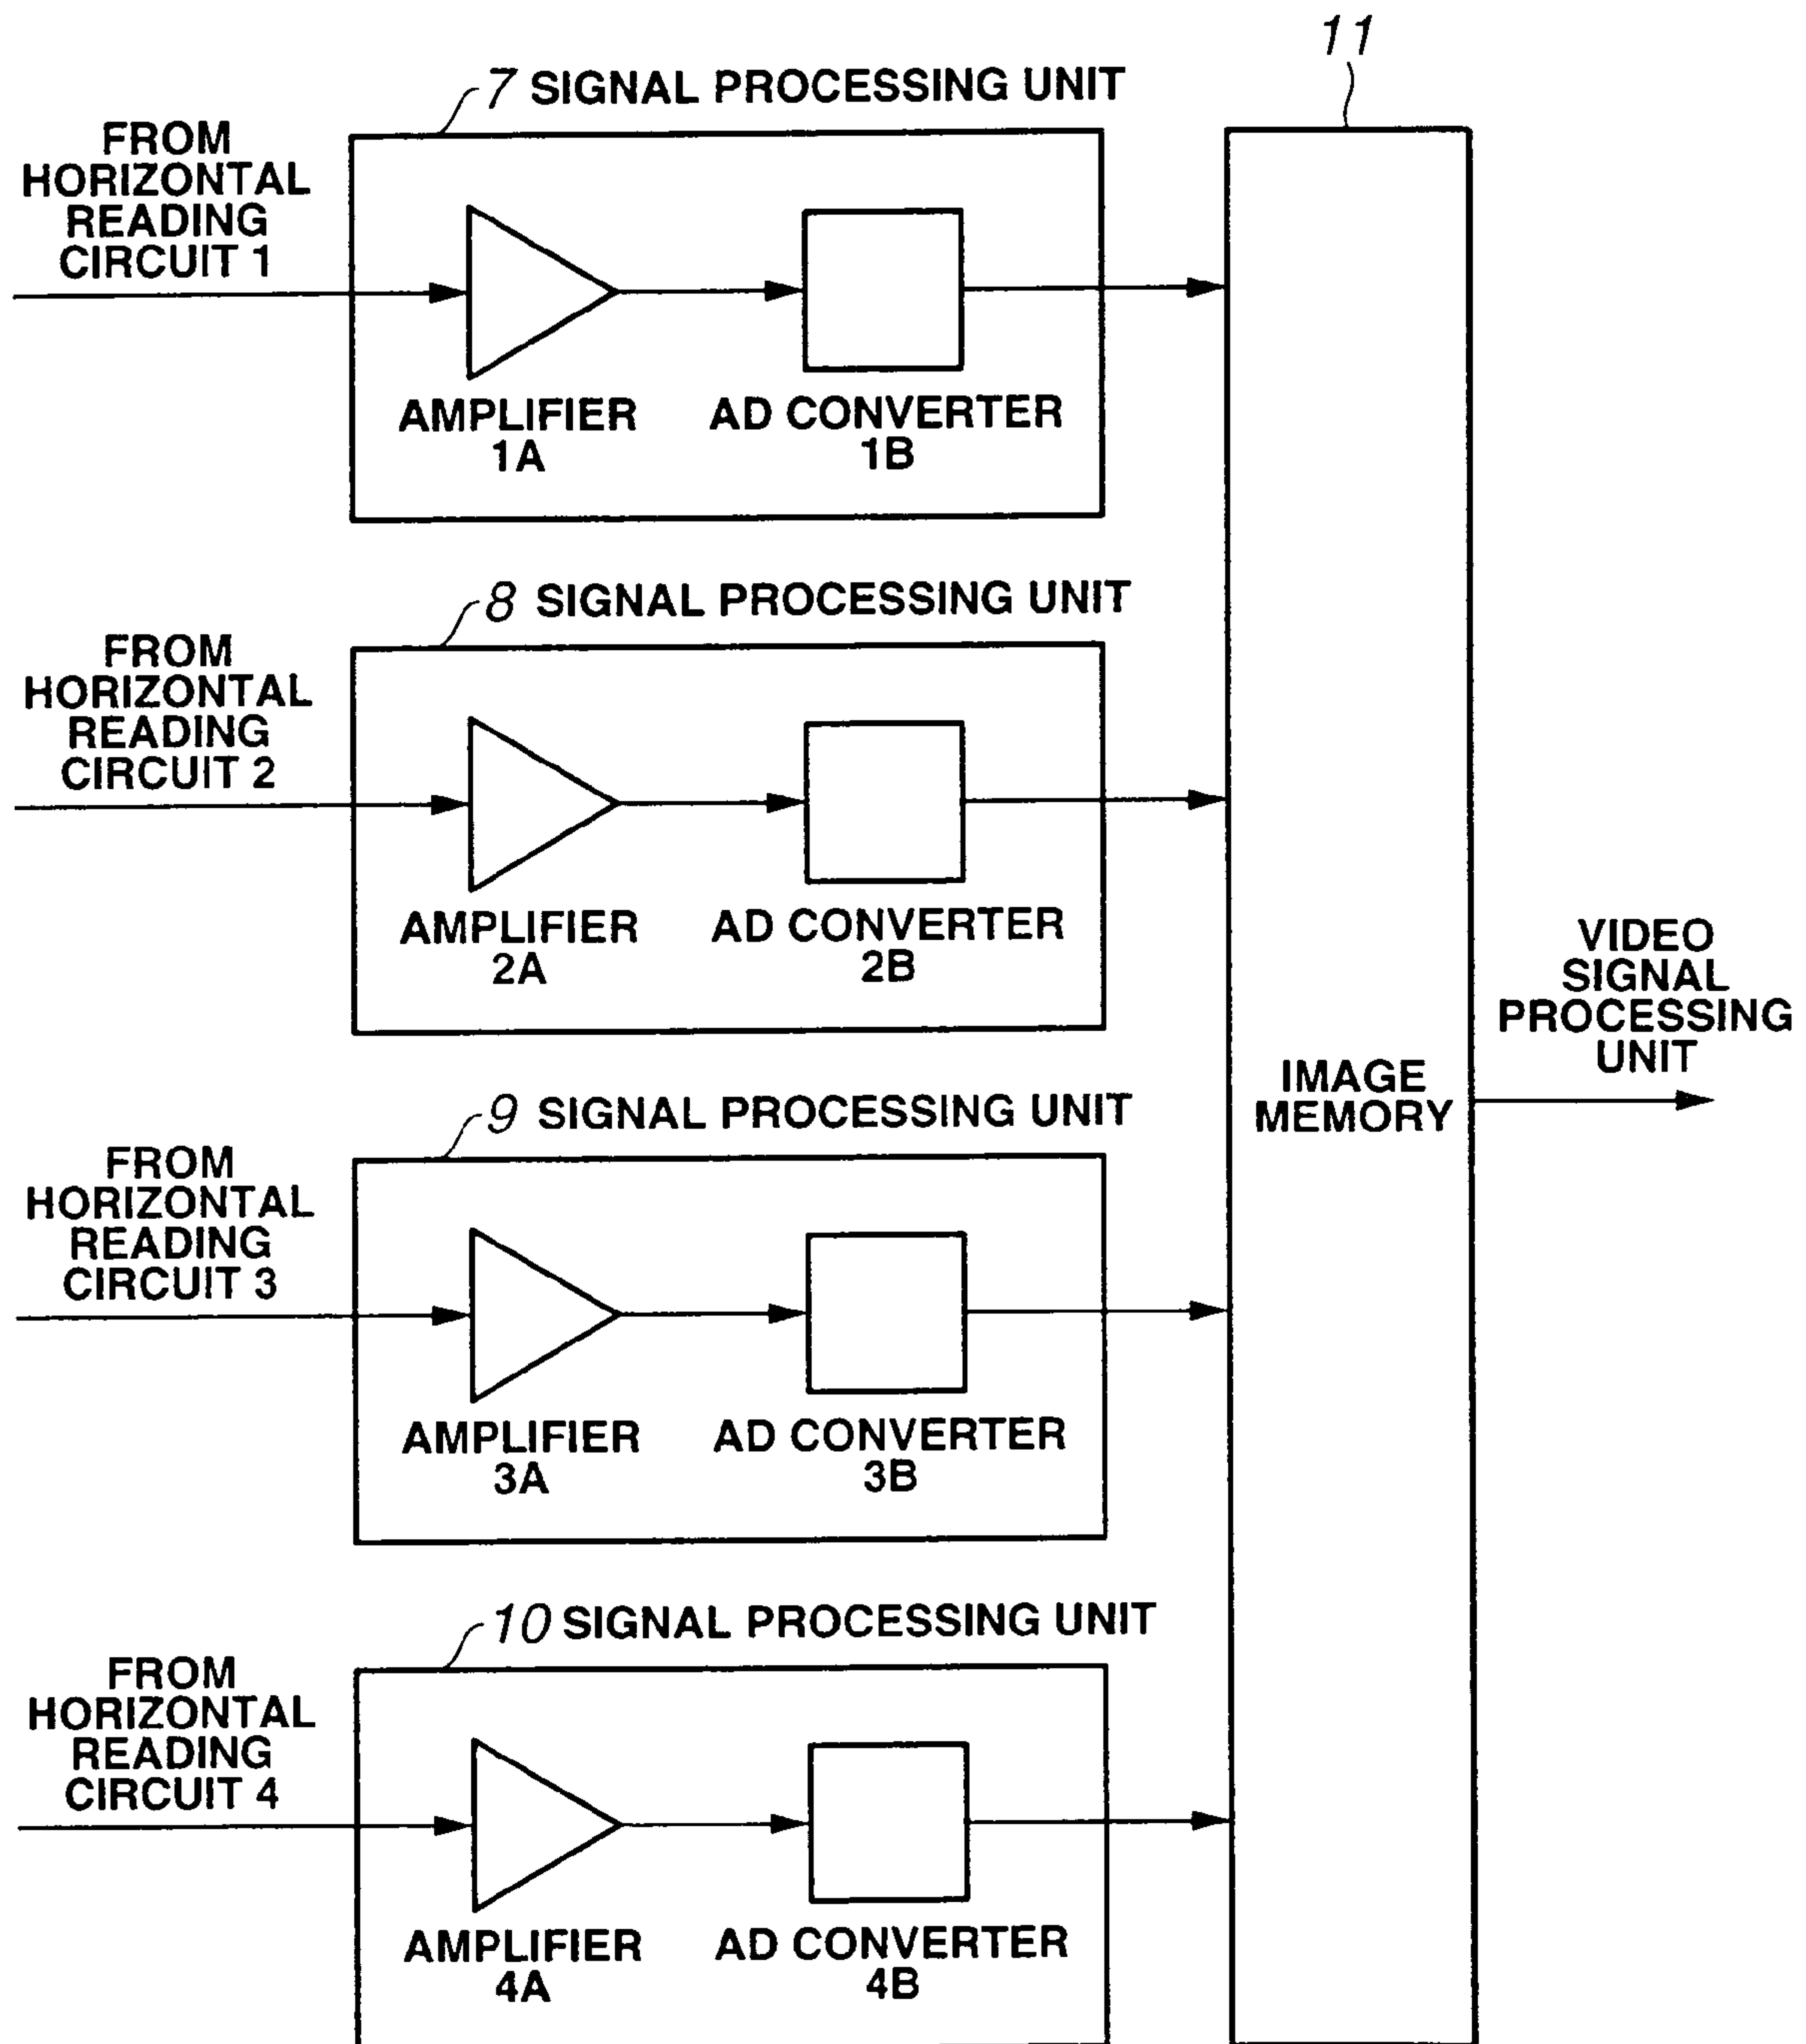 11
7 SIGNAL PROCESSING UNIT
FROM
HORIZONTAL
READING
CIRCUIT 1
AMPLIFIER
1A
AD CONVERTER
1B
8 SIGNAL PROCESSING UNIT
FROM
HORIZONTAL
READING
CIRCUIT 2
AMPLIFIER
2A
AD CONVERTER
2B
VIDEO
SIGNAL
PROCESSING
UNIT
IMAGE
MEMORY
9 SIGNAL PROCESSING UNIT
FROM
HORIZONTAL
READING
CIRCUIT 3
AMPLIFIER
3A
AD CONVERTER
3B
10 SIGNAL PROCESSING UNIT
FROM
HORIZONTAL
READING
CIRCUIT 4
AMPLIFIER
4A
AD CONVERTER
4B